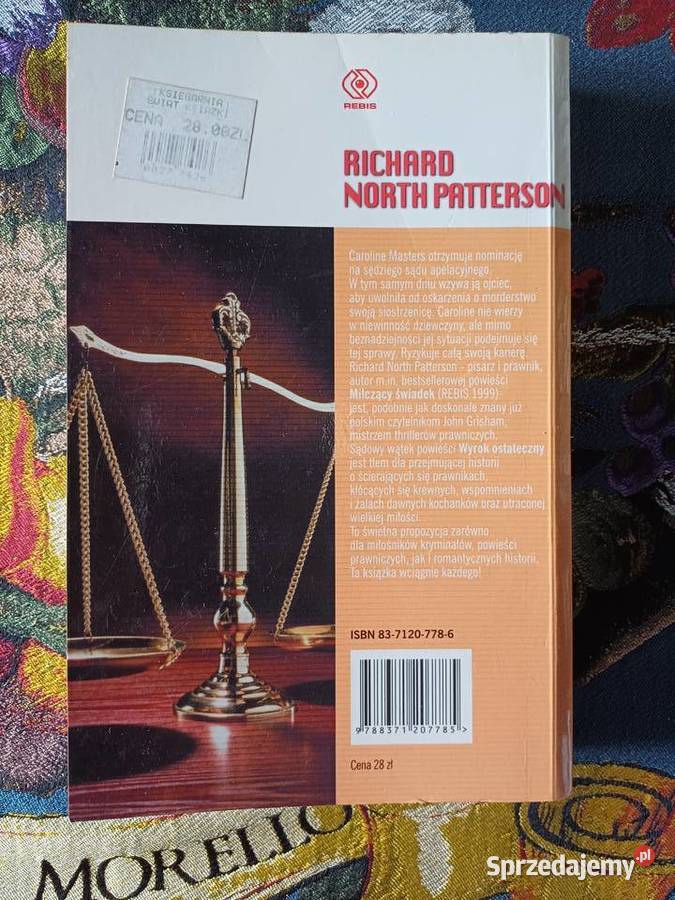 KSIĘGARNIA
ŚWIAT KSIĄŻKI
CENA 28.00ZŁ
REBIS
RICHARD
NORTH PATTERSON
Caroline Masters otrzymuje nominację
na sędziego sądu apelacyjnego.
W tym samym dniu wzywa ją ojciec,
aby uwolniła od oskarżenia o morderstwo
swoją siostrzenicę. Caroline nie wierzy
w niewinność dziewczyny, ale mimo
beznadziejności jej sytuacji podejmuje się
tej sprawy. Ryzykuje całą swoją karierę.
Richard North Patterson – pisarz i prawnik,
autor m.in. bestsellerowej powieści
Milczący świadek (REBIS 1999)-
jest, podobnie jak doskonale znany już
polskim czytelnikom John Grisham,
mistrzem thrillerów prawniczych.
Sądowy wątek powieści Wyrok ostateczny
jest tłem dla przejmującej historii
o ścierających się prawnikach,
kłócących się krewnych, wspomnieniach
i żalach dawnych kochanków oraz utraconej
wielkiej miłości.
To świetna propozycja zarówno
dla miłośników kryminałów, powieści
prawniczych, jak i romantycznych historii.
Ta książka wciągnie każdego!
ISBN 83-7120-778-6
9 788371 207785 >
Cena 28 zł
MORELLO
Sprzedajemy.pl